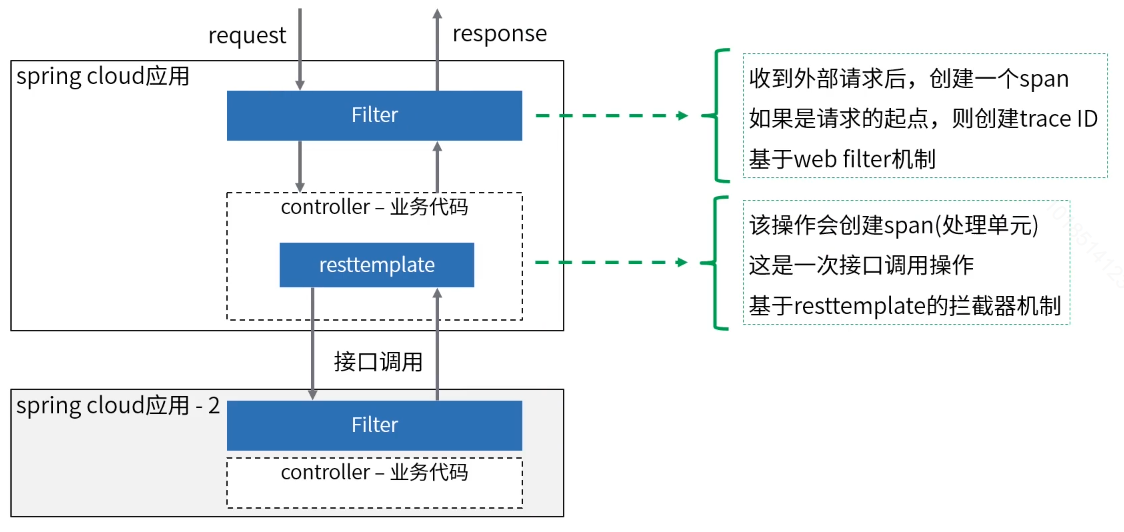 request
response
spring cloud应用
Filter
收到外部请求后，创建一个span
如果是请求的起点，则创建trace ID
基于web filter机制
controller – 业务代码
resttemplate
该操作会创建span(处理单元)
这是一次接口调用操作
基于resttemplate的拦截器机制
接口调用
spring cloud应用 - 2
Filter
controller – 业务代码